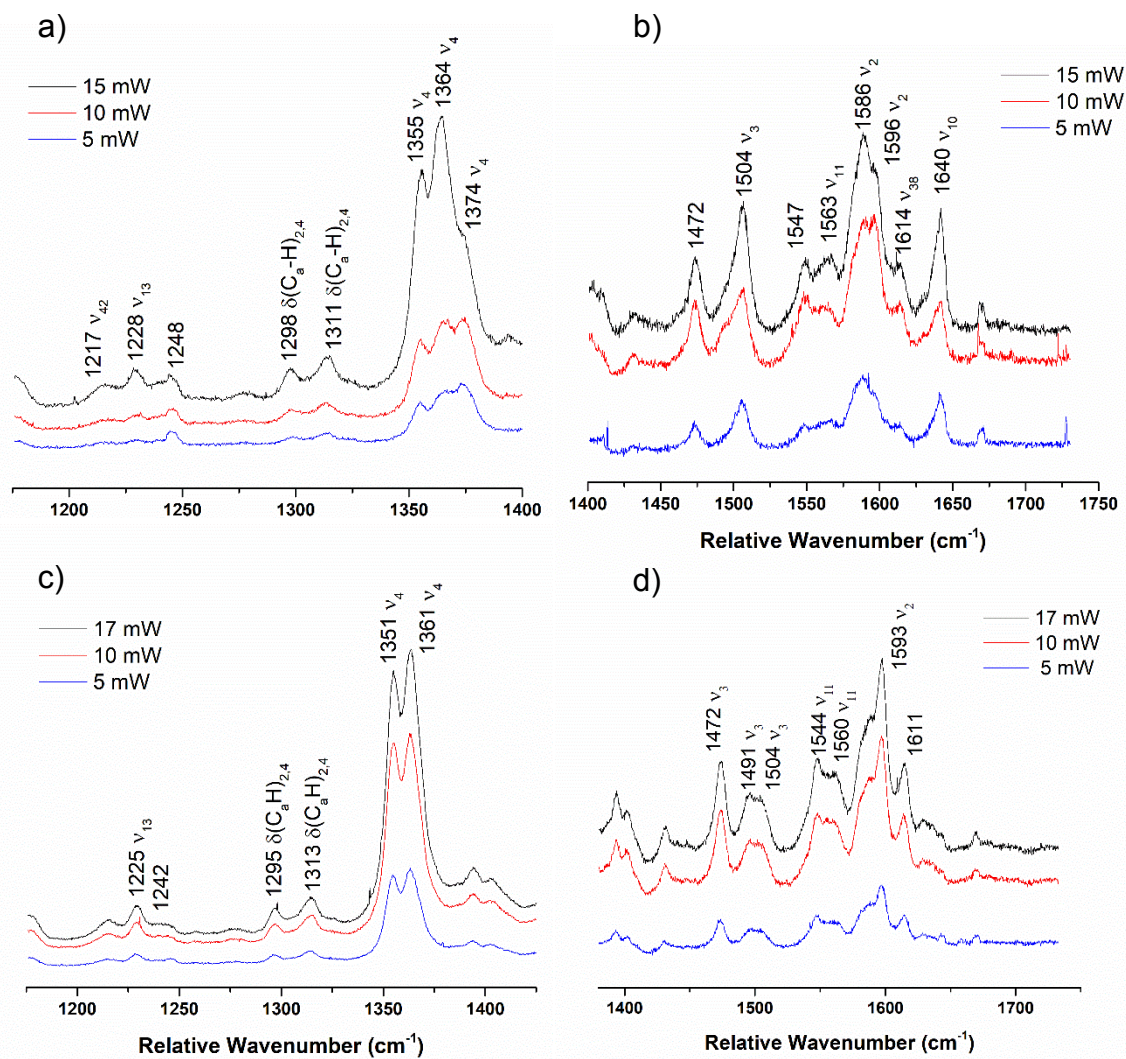 a)
15 mW
10 mW
5 mW
1217 ν42
1228 ν13
1248
1298 δ(Ca-H)2,4
1311 δ(Ca-H)2,4
1355 ν4
1364 ν4
1374 ν4
1200
1250
1300
1350
1400
b)
15 mW
10 mW
5 mW
1472
1504 ν3
1547
1563 ν11
1586 ν2
1596 ν2
1614 ν38
1640 ν10
1400
1450
1500
1550
1600
1650
1700
1750
Relative Wavenumber (cm-1)
c)
17 mW
10 mW
5 mW
1225 ν13
1242
1295 δ(CaH)2,4
1313 δ(CaH)2,4
1351 ν4
1361 ν4
1200
1250
1300
1350
1400
Relative Wavenumber (cm-1)
d)
17 mW
10 mW
5 mW
1472 ν3
1491 ν3
1504 ν3
1544 ν11
1560 ν11
1593 ν2
1611
1400
1500
1600
1700
Relative Wavenumber (cm-1)